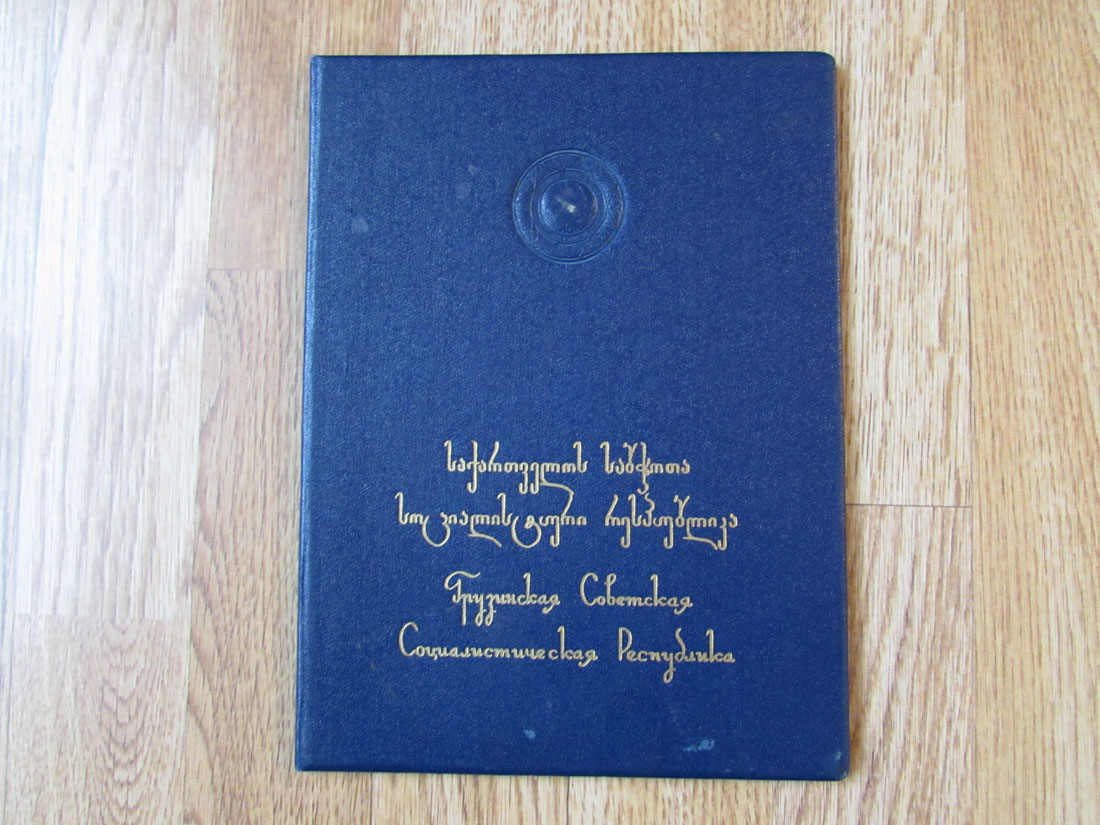 საქართველოს საბჭოთა
სოციალისტური რესპუბლიკა
Грузинская Советская
Социалистическая Республика